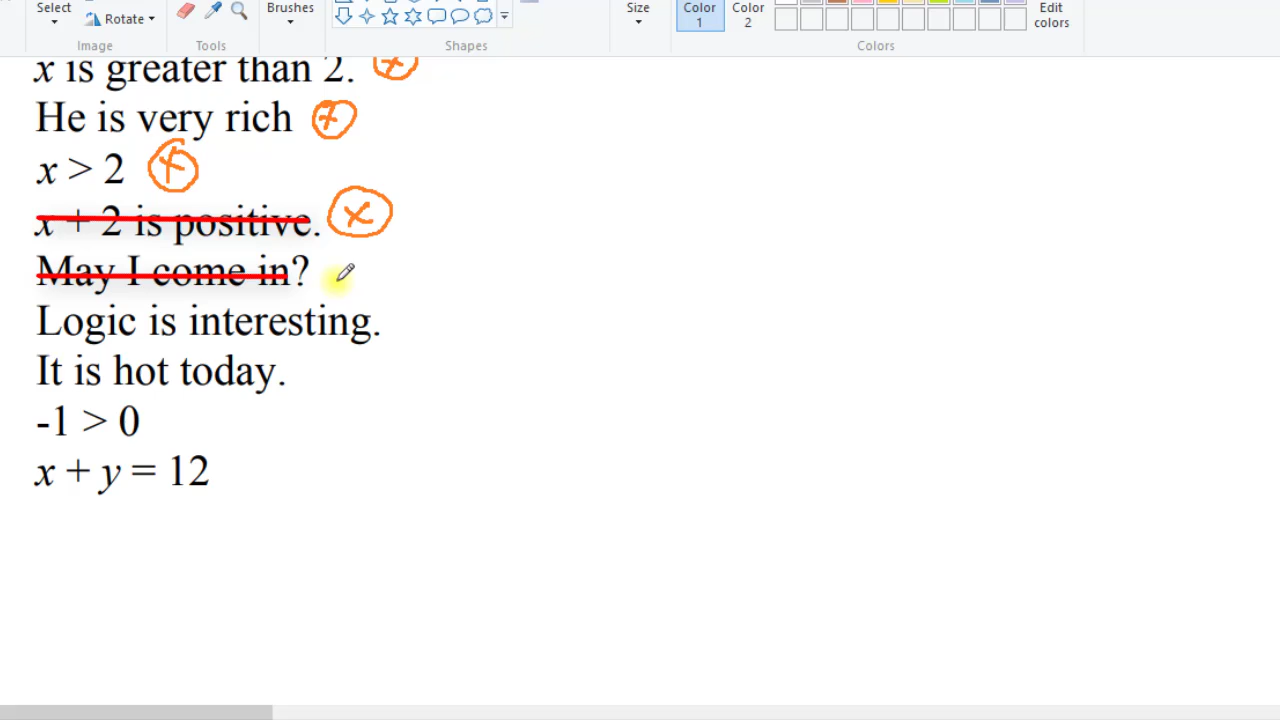 Select
Rotate
Brushes
Size
Color 1
Color 2
Edit colors
Image
Tools
Shapes
Colors
x is greater than 2.
He is very rich
x > 2
x + 2 is positive.
May I come in?
Logic is interesting.
It is hot today.
-1 > 0
x + y = 12